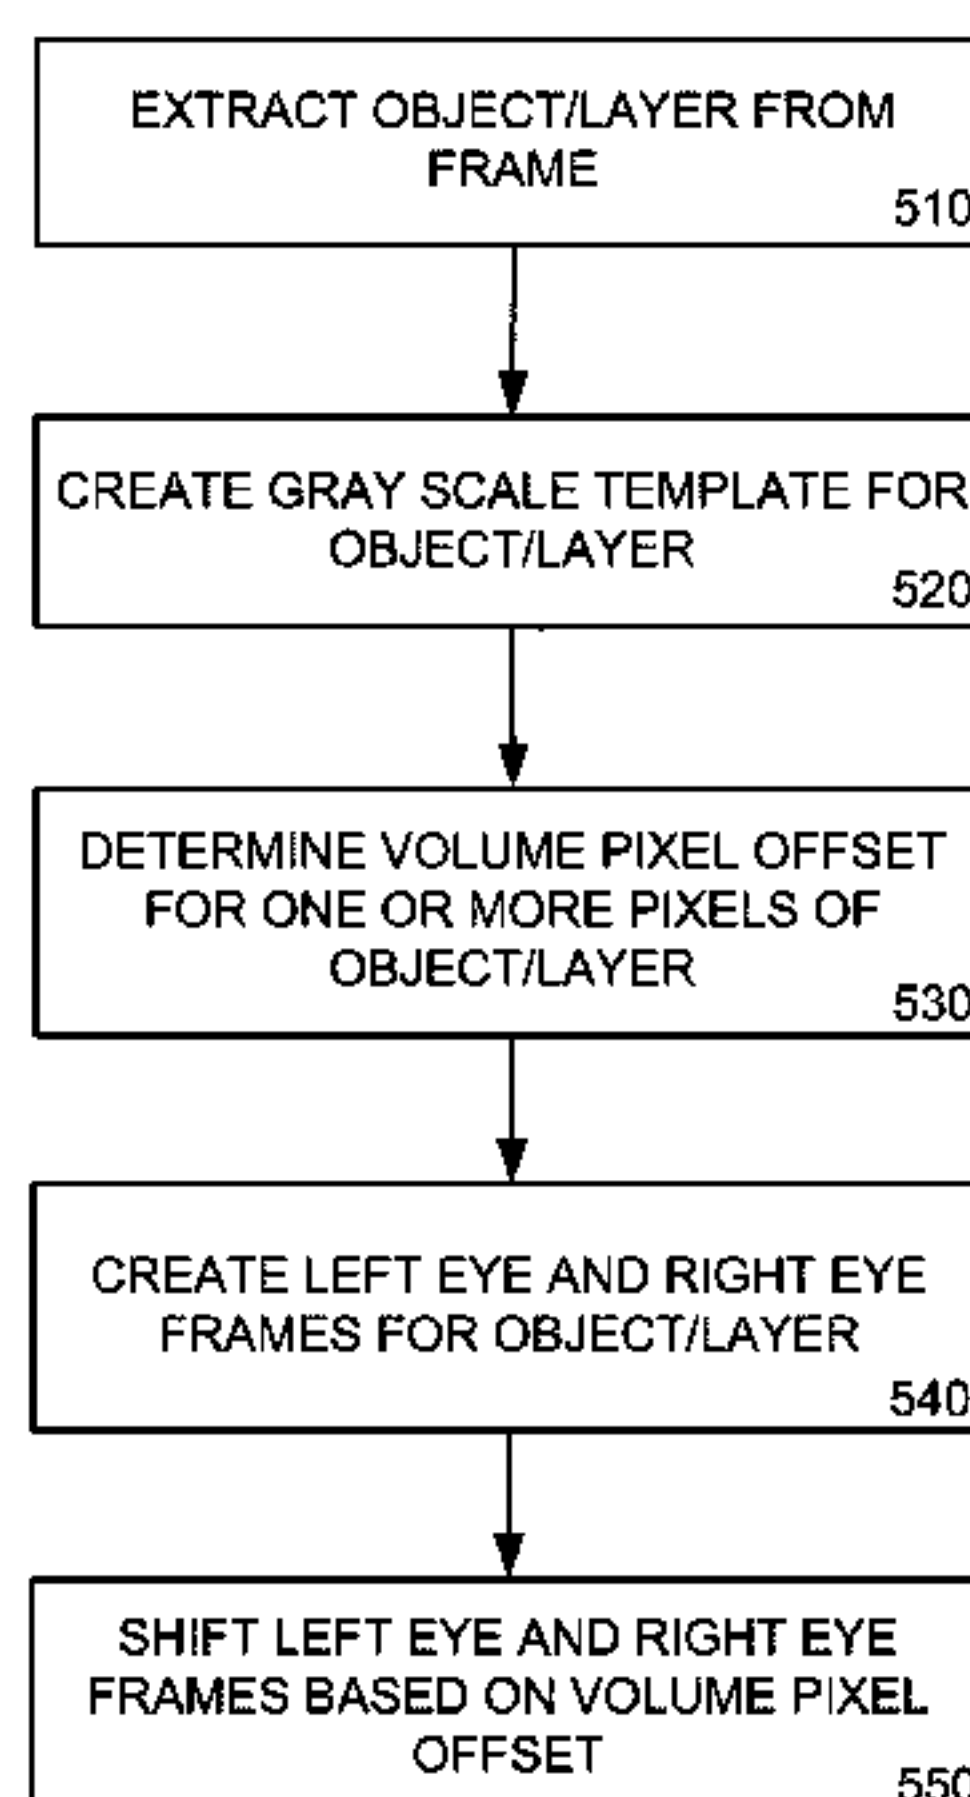 EXTRACT OBJECT/LAYER FROM
FRAME
510
CREATE GRAY SCALE TEMPLATE FOR
OBJECT/LAYER
520
DETERMINE VOLUME PIXEL OFFSET
FOR ONE OR MORE PIXELS OF
OBJECT/LAYER
530
CREATE LEFT EYE AND RIGHT EYE
FRAMES FOR OBJECT/LAYER
540
SHIFT LEFT EYE AND RIGHT EYE
FRAMES BASED ON VOLUME PIXEL
OFFSET
550